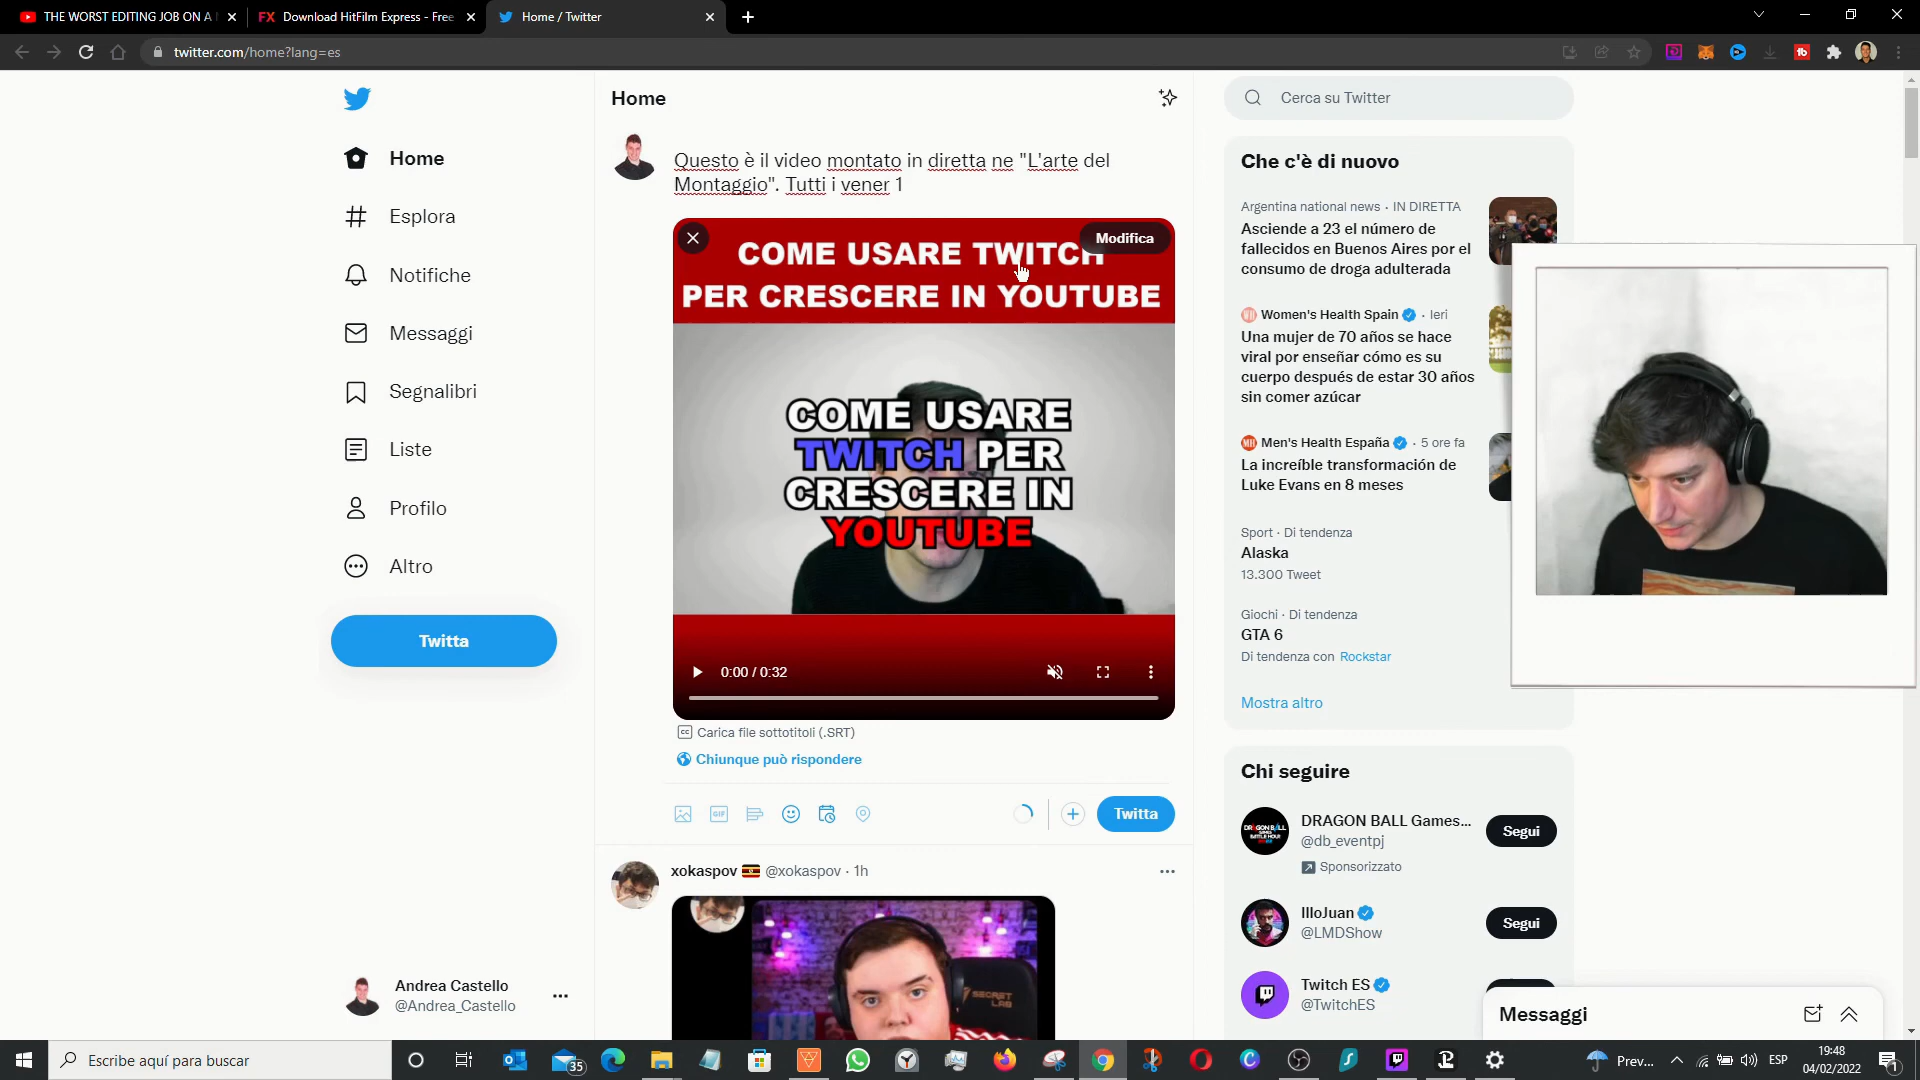 THE WORST EDITING JOB ON A
Download HitFilm Express - Free
Home / Twitter
twitter.com/home?lang=es
Home
Cerca su Twitter
Home
Esplora
Notifiche
Messaggi
Segnalibri
Liste
Profilo
Altro
Twitta
Andrea Castello
@Andrea_Castello
Questo è il video montato in diretta ne "L'arte del
Montaggio". Tutti i vener 1
Modifica
COME USARE TWITCH
PER CRESCERE IN YOUTUBE
COME USARE
TWITCH PER
CRESCERE IN
YOUTUBE
0:00 / 0:32
Carica file sottotitoli (.SRT)
Chiunque può rispondere
GIF
Twitta
xokaspov @xokaspov · 1h
SECRET
LAB
Che c'è di nuovo
Argentina national news · IN DIRETTA
Asciende a 23 el número de
fallecidos en Buenos Aires por el
consumo de droga adulterada
Women's Health Spain · Ieri
Una mujer de 70 años se hace
viral por enseñar cómo es su
cuerpo después de estar 30 años
sin comer azúcar
Men's Health España · 5 ore fa
La increíble transformación de
Luke Evans en 8 meses
Sport · Di tendenza
Alaska
13.300 Tweet
Giochi · Di tendenza
GTA 6
Di tendenza con Rockstar
Mostra altro
Chi seguire
DRAGON BALL Games...
@db_eventpj
Sponsorizzato
Segui
IlloJuan
@LMDShow
Segui
Twitch ES
@TwitchES
Messaggi
Escribe aquí para buscar
35
Prev...
ESP
19:48
04/02/2022
1